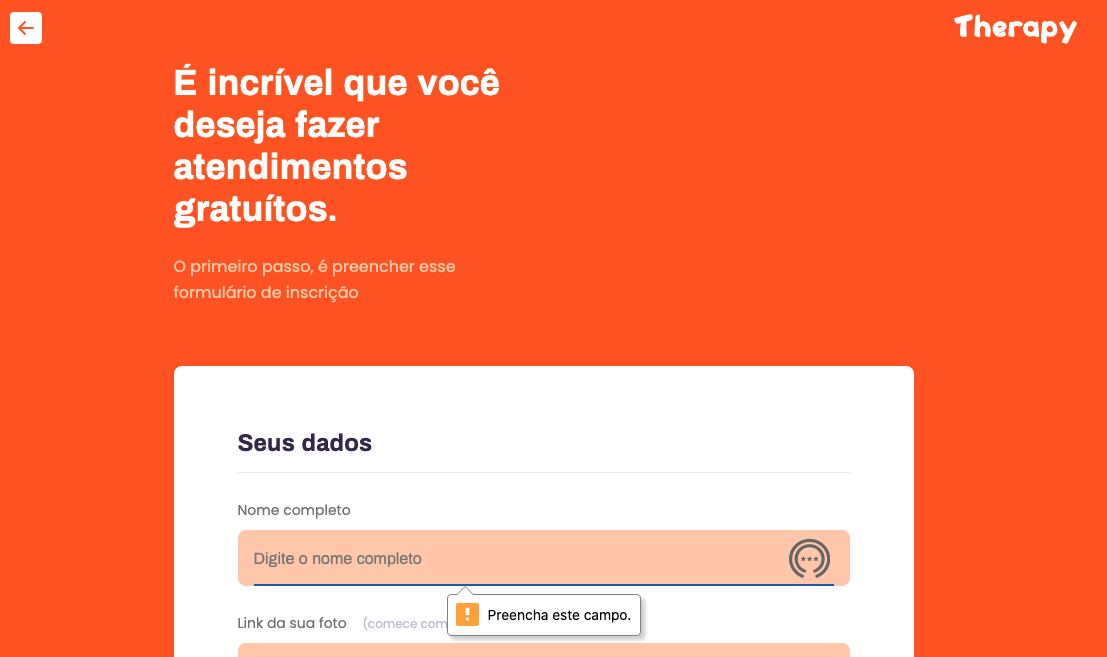 Therapy
É incrível que você
deseja fazer
atendimentos
gratuítos.
O primeiro passo, é preencher esse
formulário de inscrição
Seus dados
Nome completo
Digite o nome completo
Preencha este campo.
Link da sua foto (comece com